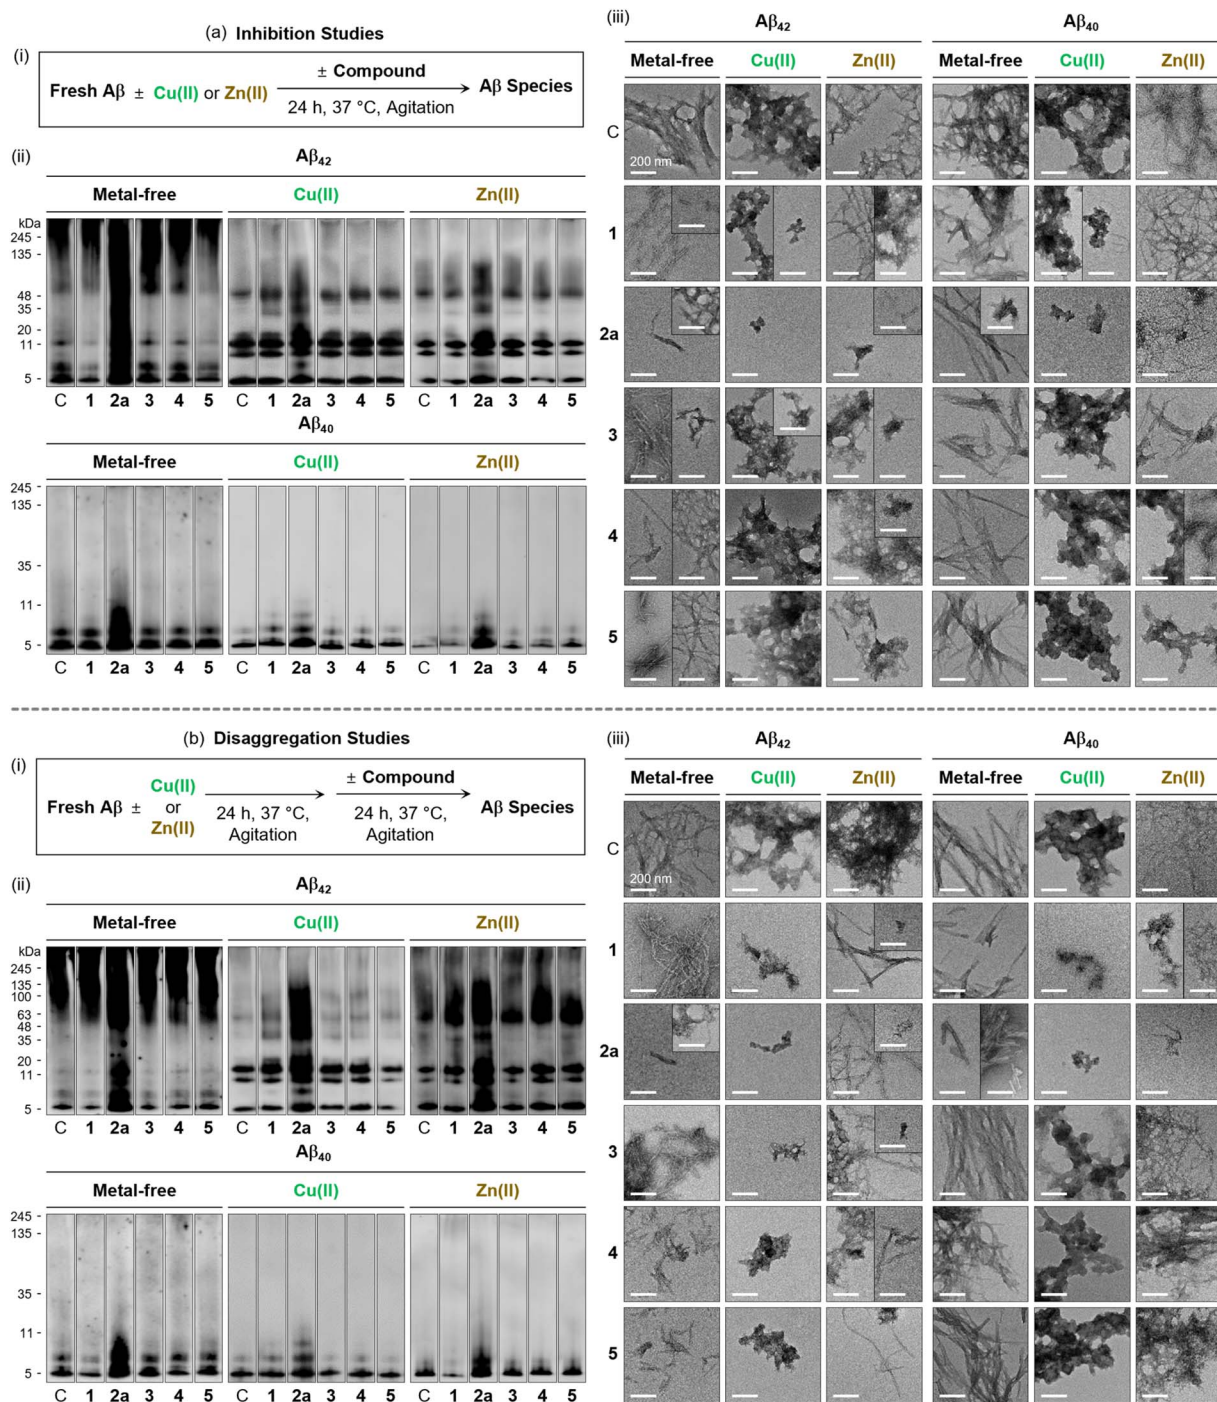 (a) Inhibition Studies
(i)
Fresh Aβ ± Cu(II) or Zn(II)
± Compound
24 h, 37 °C, Agitation
Aβ Species
(ii)
Aβ42
Metal-free Cu(II) Zn(II)
kDa
245 -
135 -
48 -
35 -
20 -
11 -
5 -
C 1 2a 3 4 5 C 1 2a 3 4 5 C 1 2a 3 4 5
Aβ40
Metal-free Cu(II) Zn(II)
245 -
135 -
35 -
11 -
5 -
C 1 2a 3 4 5 C 1 2a 3 4 5 C 1 2a 3 4 5
(iii)
Aβ42 Aβ40
Metal-free Cu(II) Zn(II) Metal-free Cu(II) Zn(II)
C
200 nm
1
2a
3
4
5
(b) Disaggregation Studies
(i)
Fresh Aβ ±
Cu(II)
or
Zn(II)
24 h, 37 °C,
Agitation
± Compound
24 h, 37 °C,
Agitation
Aβ Species
(ii)
Aβ42
Metal-free Cu(II) Zn(II)
kDa
245 -
135 -
100 -
63 -
48 -
35 -
20 -
11 -
5 -
C 1 2a 3 4 5 C 1 2a 3 4 5 C 1 2a 3 4 5
Aβ40
Metal-free Cu(II) Zn(II)
245 -
135 -
35 -
11 -
5 -
C 1 2a 3 4 5 C 1 2a 3 4 5 C 1 2a 3 4 5
(iii)
Aβ42 Aβ40
Metal-free Cu(II) Zn(II) Metal-free Cu(II) Zn(II)
C
200 nm
1
2a
3
4
5